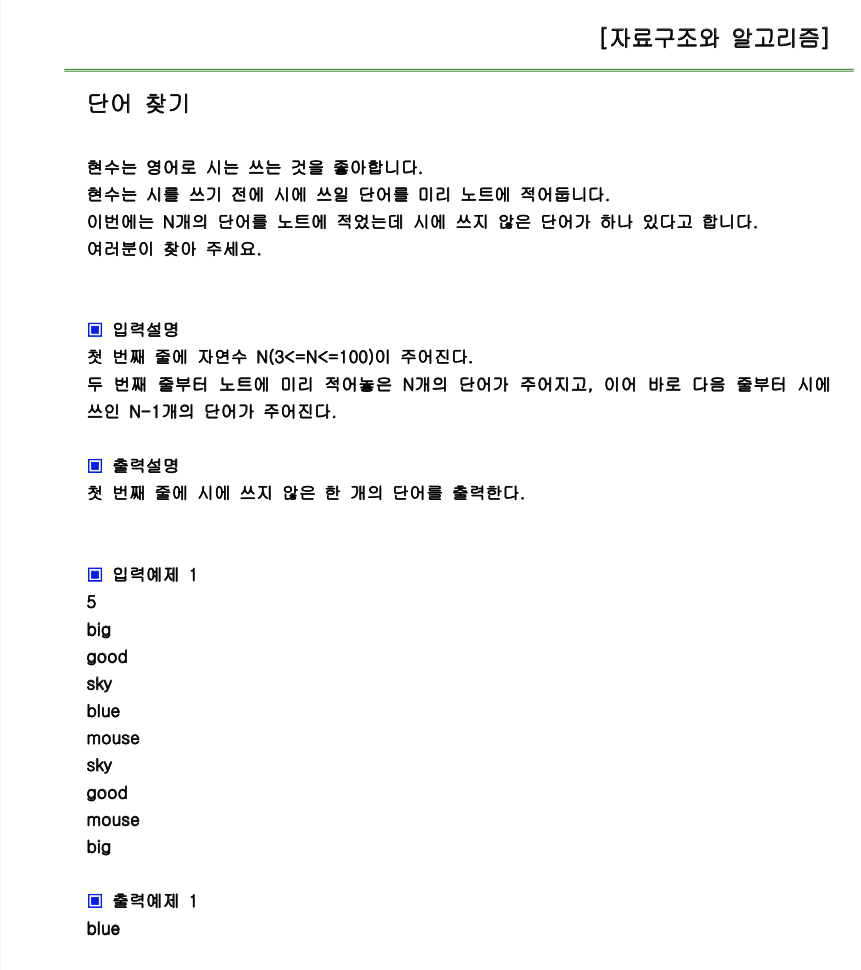 [자료구조와 알고리즘]
단어 찾기
현수는 영어로 시는 쓰는 것을 좋아합니다.
현수는 시를 쓰기 전에 시에 쓰일 단어를 미리 노트에 적어둡니다.
이번에는 N개의 단어를 노트에 적었는데 시에 쓰지 않은 단어가 하나 있다고 합니다.
여러분이 찾아 주세요.
▣ 입력설명
첫 번째 줄에 자연수 N(3<=N<=100)이 주어진다.
두 번째 줄부터 노트에 미리 적어놓은 N개의 단어가 주어지고, 이어 바로 다음 줄부터 시에
쓰인 N-1개의 단어가 주어진다.
▣ 출력설명
첫 번째 줄에 시에 쓰지 않은 한 개의 단어를 출력한다.
▣ 입력예제 1
5
big
good
sky
blue
mouse
sky
good
mouse
big
▣ 출력예제 1
blue